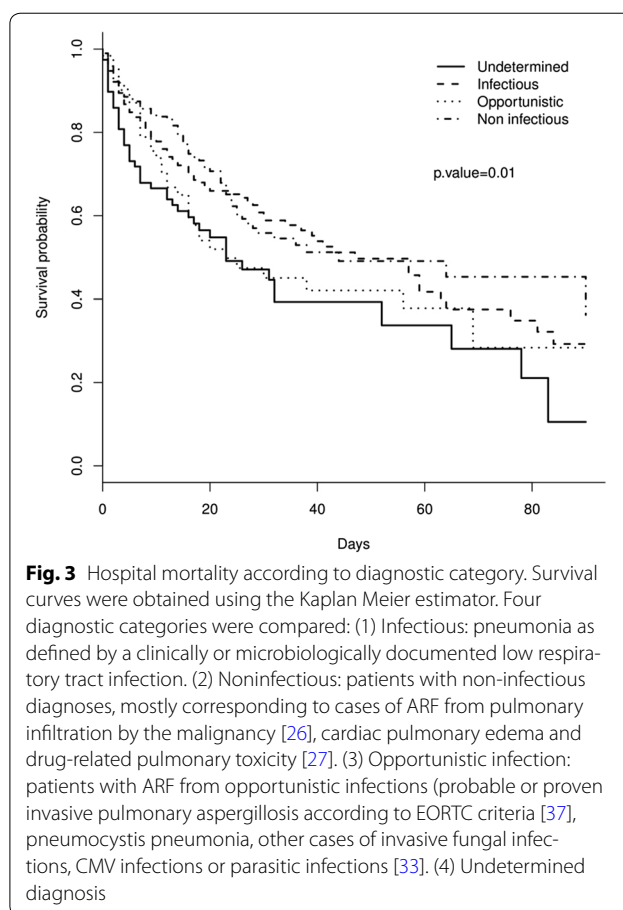 Undetermined
Infectious
Opportunistic
Non infectious
p.value=0.01
Survival probability
1.0
0.8
0.6
0.4
0.2
0.0
0 20 40 60 80
Days
Fig. 3 Hospital mortality according to diagnostic category. Survival
curves were obtained using the Kaplan Meier estimator. Four
diagnostic categories were compared: (1) Infectious: pneumonia as
defined by a clinically or microbiologically documented low respira-
tory tract infection. (2) Noninfectious: patients with non-infectious
diagnoses, mostly corresponding to cases of ARF from pulmonary
infiltration by the malignancy [26], cardiac pulmonary edema and
drug-related pulmonary toxicity [27]. (3) Opportunistic infection:
patients with ARF from opportunistic infections (probable or proven
invasive pulmonary aspergillosis according to EORTC criteria [37],
pneumocystis pneumonia, other cases of invasive fungal infec-
tions, CMV infections or parasitic infections [33]. (4) Undetermined
diagnosis